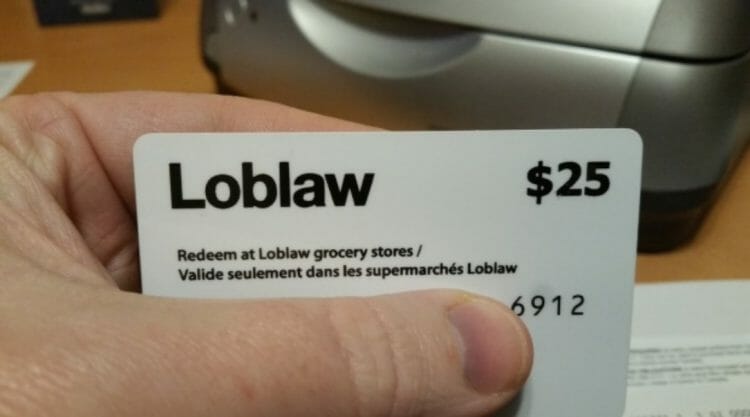 Loblaw
$25
Redeem at Loblaw grocery stores /
Valide seulement dans les supermarchés Loblaw
6912